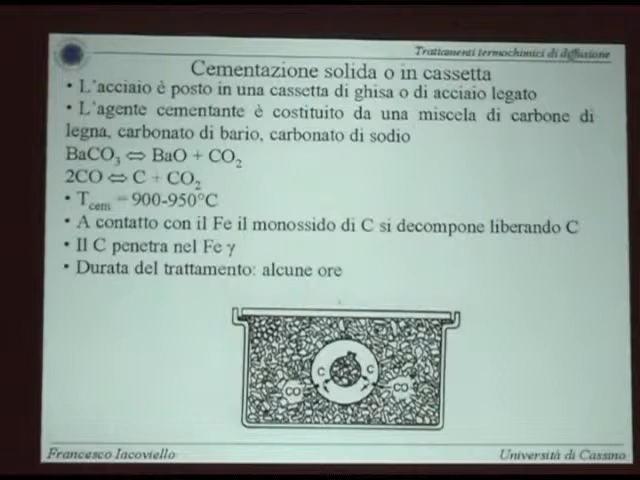 Trattamenti termochimici di diffusione
Cementazione solida o in cassetta
• L'acciaio è posto in una cassetta di ghisa o di acciaio legato
• L'agente cementante è costituito da una miscela di carbone di
legna, carbonato di bario, carbonato di sodio
BaCO₃ ⇔ BaO + CO₂
2CO ⇔ C + CO₂
• Tcem = 900-950°C
• A contatto con il Fe il monossido di C si decompone liberando C
• Il C penetra nel Fe γ
• Durata del trattamento: alcune ore
C C
CO CO
Francesco Iacoviello Università di Cassino